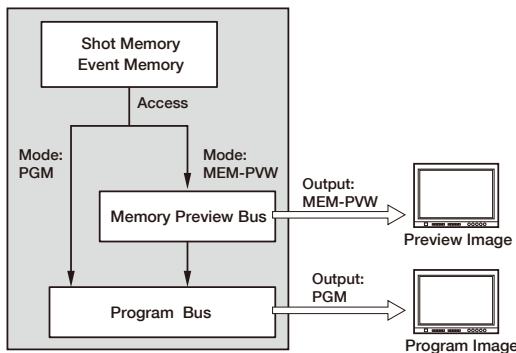 Shot Memory
Event Memory
Access
Mode:
PGM
Mode:
MEM-PVW
Output:
MEM-PVW
Memory Preview Bus
Preview Image
Output:
PGM
Program Bus
Program Image